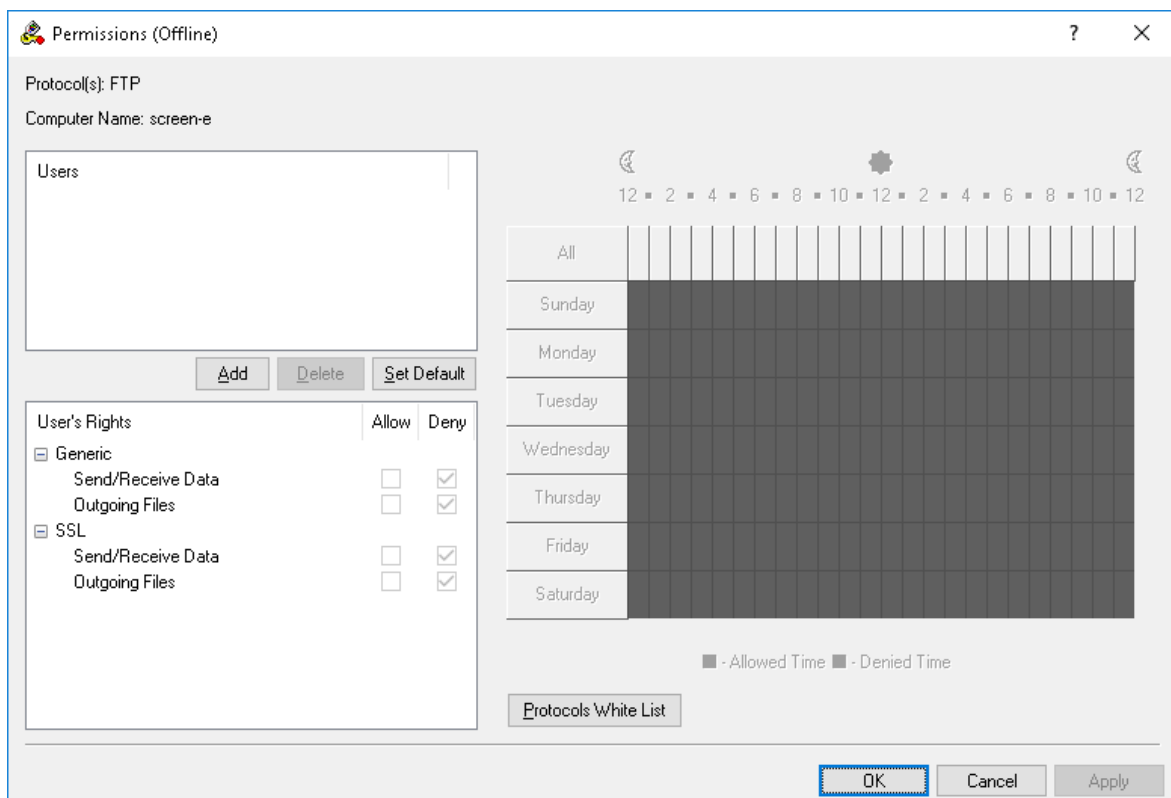 Permissions (Offline)
?
Protocol(s): FTP
Computer Name: screen-e
Users
Add
Delete
Set Default
User's Rights Allow Deny
Generic
Send/Receive Data
Outgoing Files
SSL
Send/Receive Data
Outgoing Files
12 2 4 6 8 10 12 2 4 6 8 10 12
All
Sunday
Monday
Tuesday
Wednesday
Thursday
Friday
Saturday
- Allowed Time - Denied Time
Protocols White List
OK
Cancel
Apply